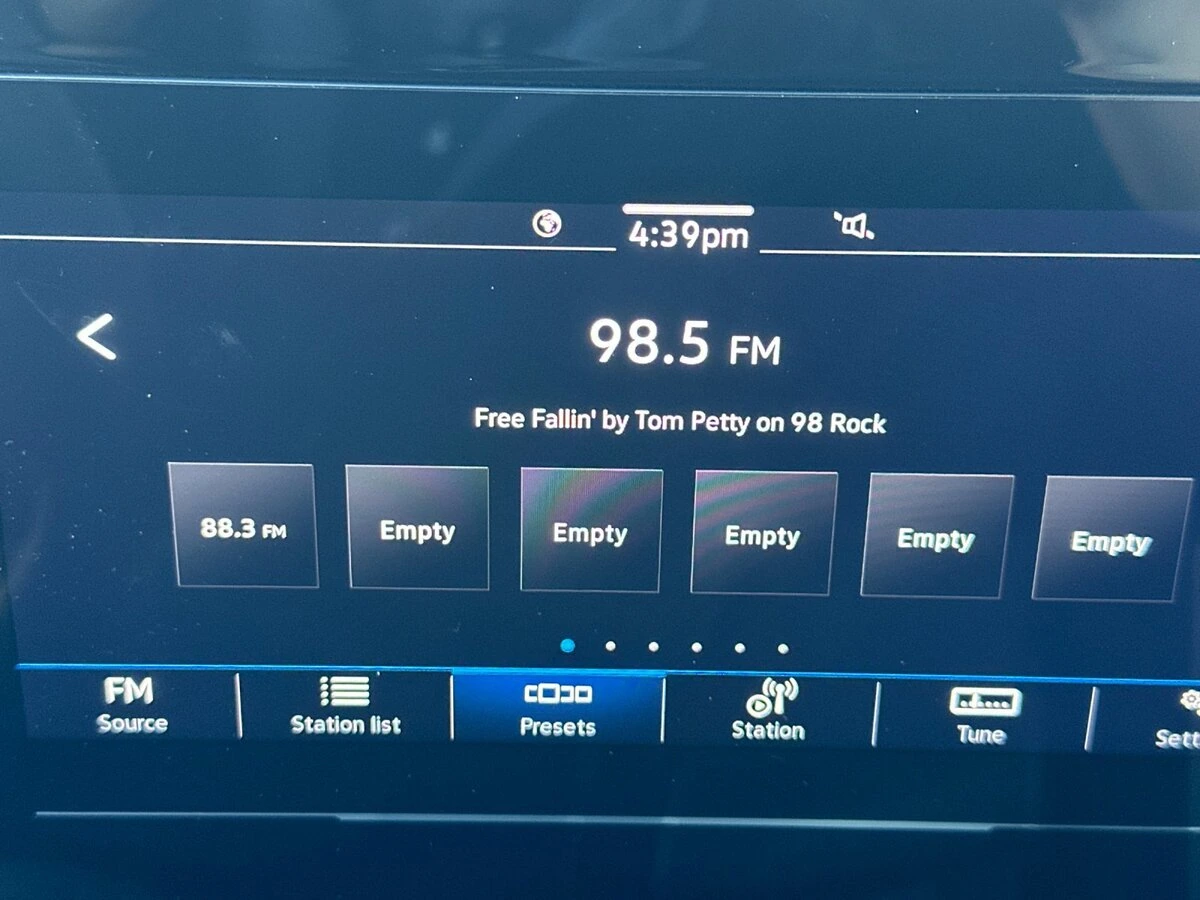 4:39pm
98.5 FM
Free Fallin' by Tom Petty on 98 Rock
88.3 FM Empty Empty Empty Empty Empty
FM
Source Station list Presets Station Tune Sett